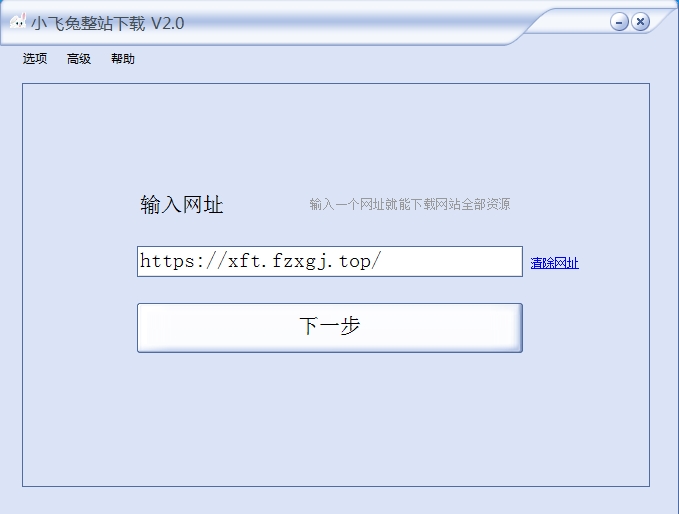 小飞兔整站下载 V2.0
选项 高级 帮助
输入网址 输入一个网址就能下载网站全部资源
https://xft.fzxgj.top/ 清除网址
下一步